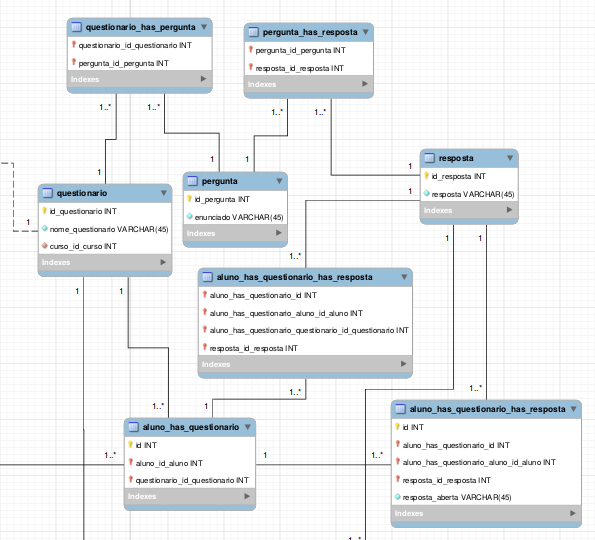 questionario_has_pergunta
questionario_id_questionario INT
pergunta_id_pergunta INT
Indexes
1..*
1..*
pergunta_has_resposta
pergunta_id_pergunta INT
resposta_id_resposta INT
Indexes
1..*
1..*
1
1
1
1
resposta
id_resposta INT
resposta VARCHAR(45)
Indexes
1
1
1
questionario
id_questionario INT
nome_questionario VARCHAR(45)
curso_id_curso INT
Indexes
1
1
1
pergunta
id_pergunta INT
enunciado VARCHAR(45)
Indexes
1..*
aluno_has_questionario_has_resposta
aluno_has_questionario_id INT
aluno_has_questionario_aluno_id_aluno INT
aluno_has_questionario_questionario_id_questionario INT
resposta_id_resposta INT
Indexes
1..*
1..*
1
1..*
aluno_has_questionario
id INT
aluno_id_aluno INT
questionario_id_questionario INT
Indexes
1..*
1
1..*
aluno_has_questionario_has_resposta
id INT
aluno_has_questionario_id INT
aluno_has_questionario_aluno_id_aluno INT
resposta_id_resposta INT
resposta_aberta VARCHAR(45)
Indexes
1..*